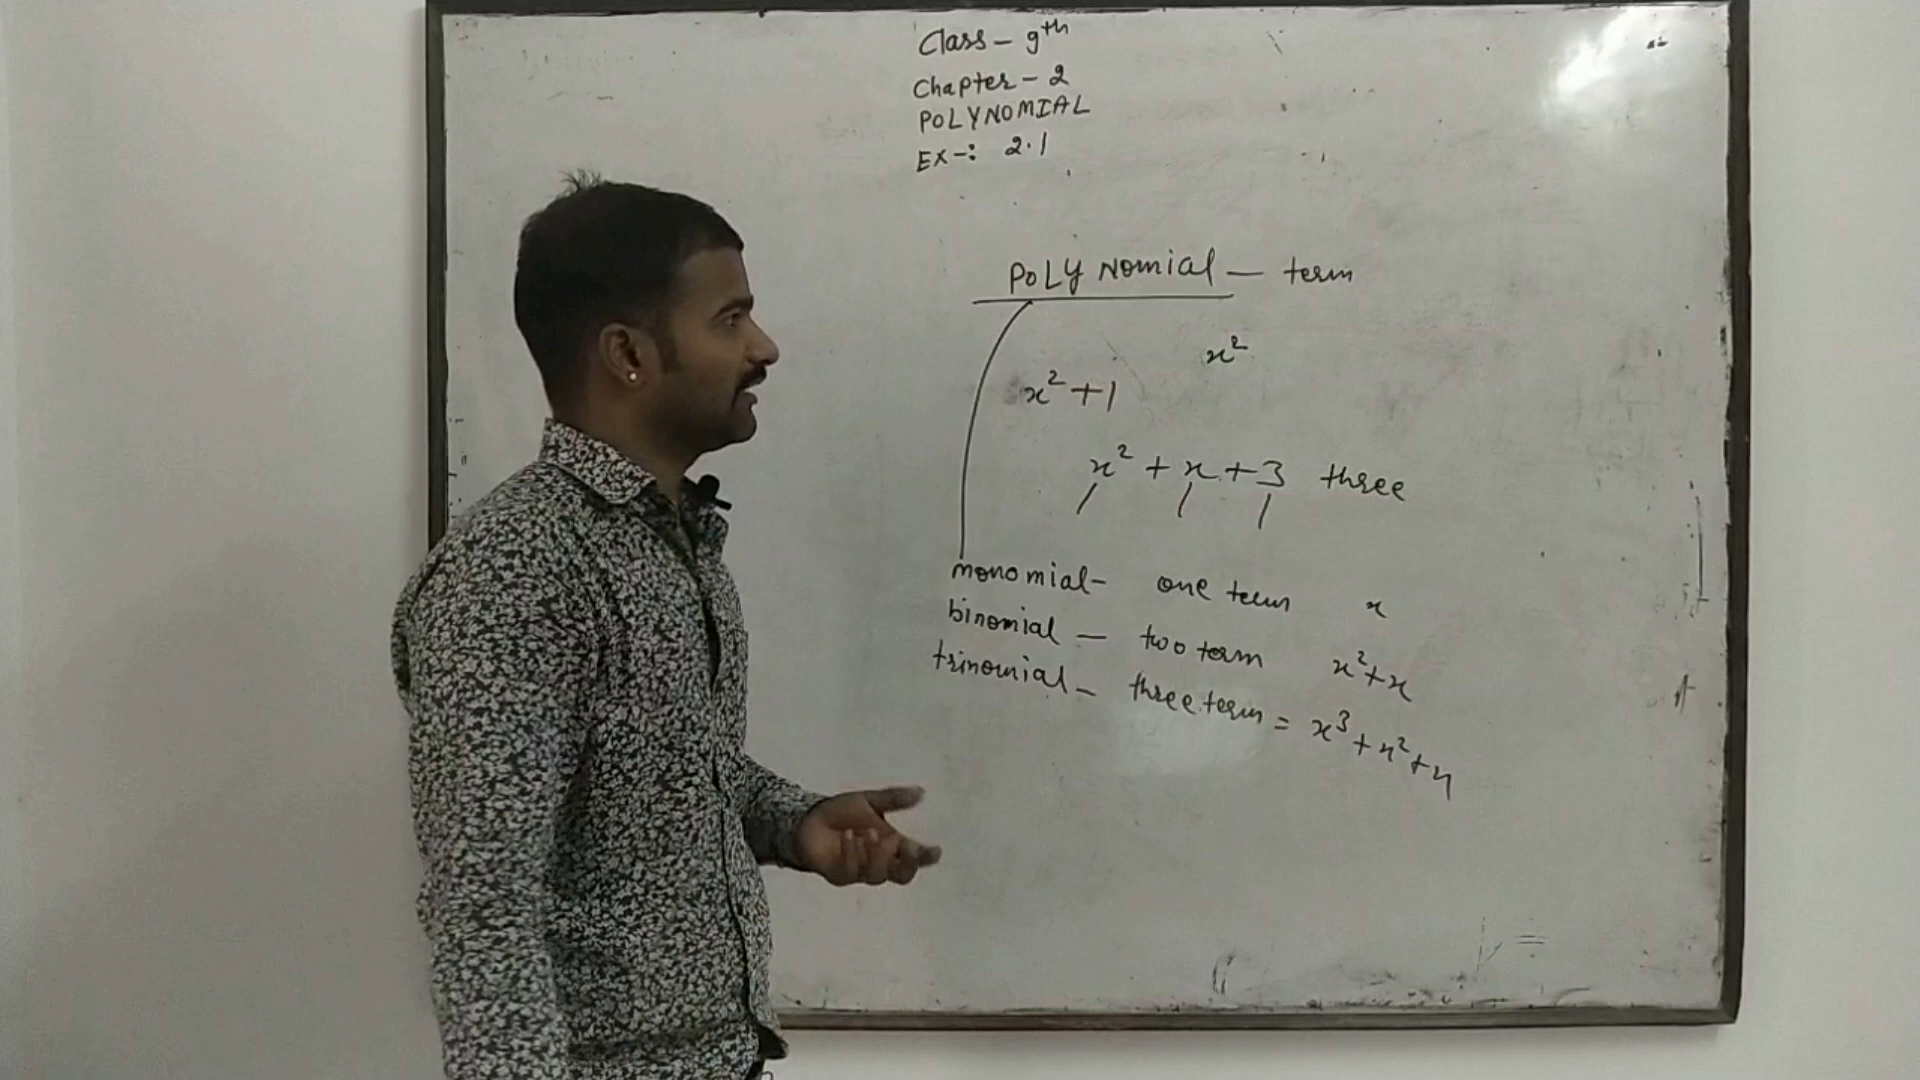 Class - 9th
Chapter - 2
POLYNOMIAL
EX-: 2.1
POLYNOMIAL — term
x²
x² + 1
x² + x + 3 three
monomial - one term x
binomial — two term x² + x
trinomial - three term = x³ + x² + x